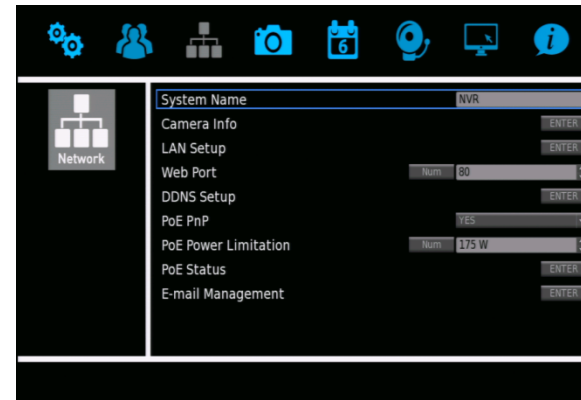 6
i
Network
System Name NVR
Camera Info ENTER
LAN Setup ENTER
Web Port Num 80
DDNS Setup ENTER
PoE PnP YES
PoE Power Limitation Num 175 W
PoE Status ENTER
E-mail Management ENTER